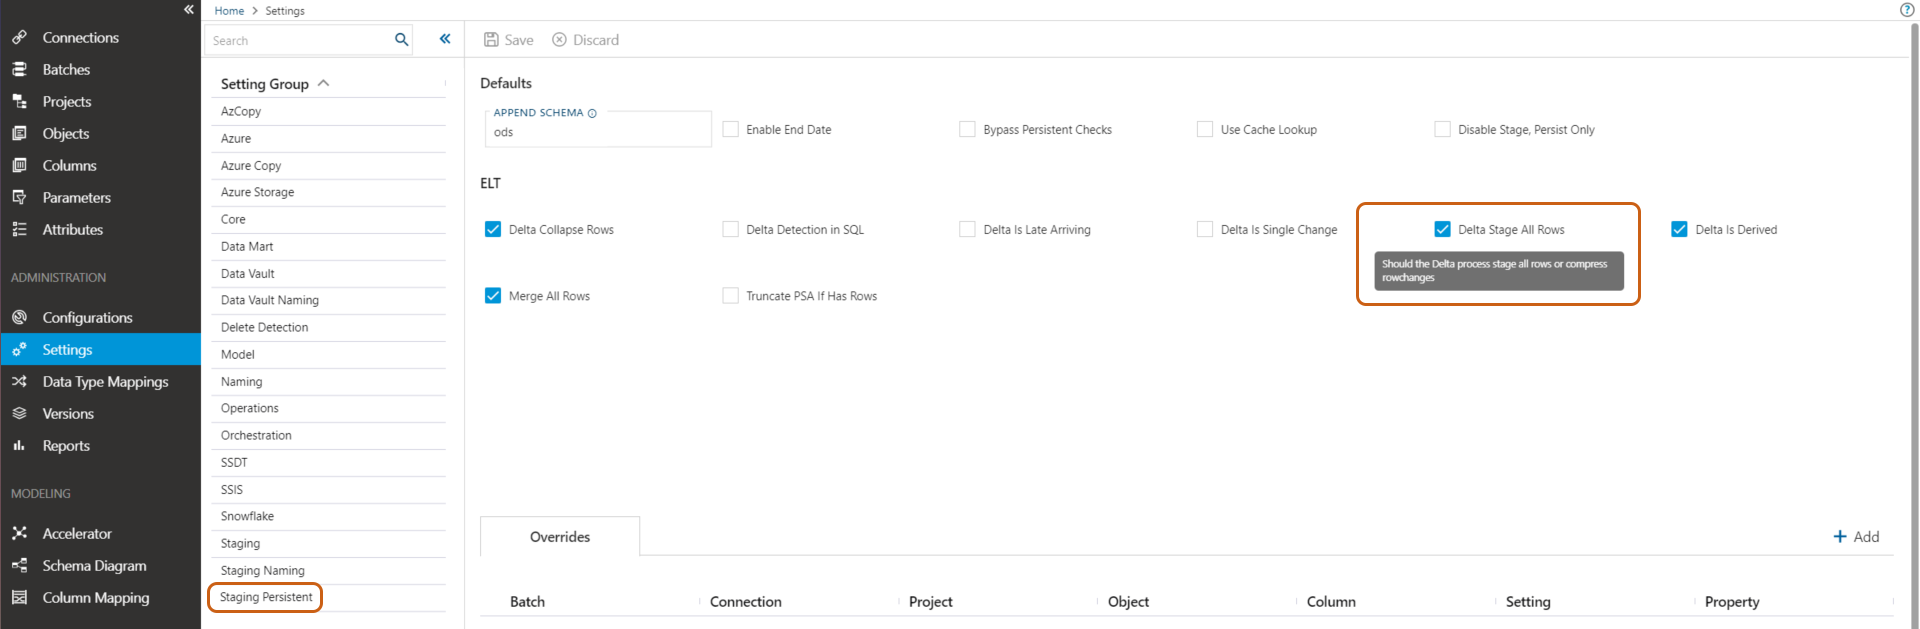 Home > Settings
Connections
Batches
Projects
Objects
Columns
Parameters
Attributes
ADMINISTRATION
Configurations
Settings
Data Type Mappings
Versions
Reports
MODELING
Accelerator
Schema Diagram
Column Mapping
Search
Setting Group
AzCopy
Azure
Azure Copy
Azure Storage
Core
Data Mart
Data Vault
Data Vault Naming
Delete Detection
Model
Naming
Operations
Orchestration
SSDT
SSIS
Snowflake
Staging
Staging Naming
Staging Persistent
Save Discard
Defaults
APPEND SCHEMA
ods
Enable End Date
Bypass Persistent Checks
Use Cache Lookup
Disable Stage, Persist Only
ELT
Delta Collapse Rows
Delta Detection in SQL
Delta Is Late Arriving
Delta Is Single Change
Delta Stage All Rows
Delta Is Derived
Should the Delta process stage all rows or compress
rowchanges
Merge All Rows
Truncate PSA If Has Rows
Overrides
Add
Batch Connection Project Object Column Setting Property